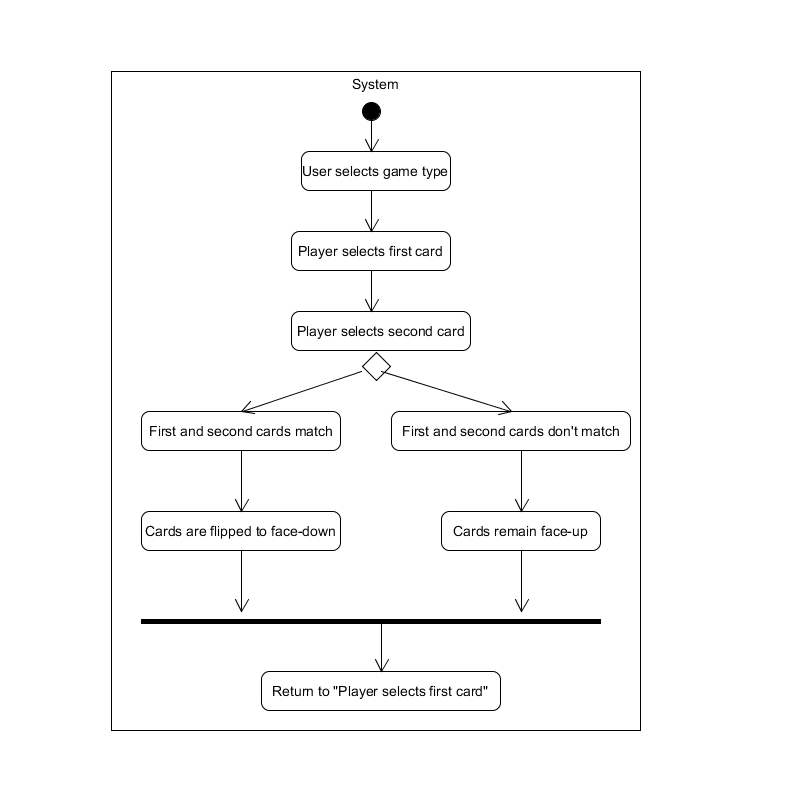 System
User selects game type
Player selects first card
Player selects second card
First and second cards match
First and second cards don't match
Cards are flipped to face-down
Cards remain face-up
Return to "Player selects first card"